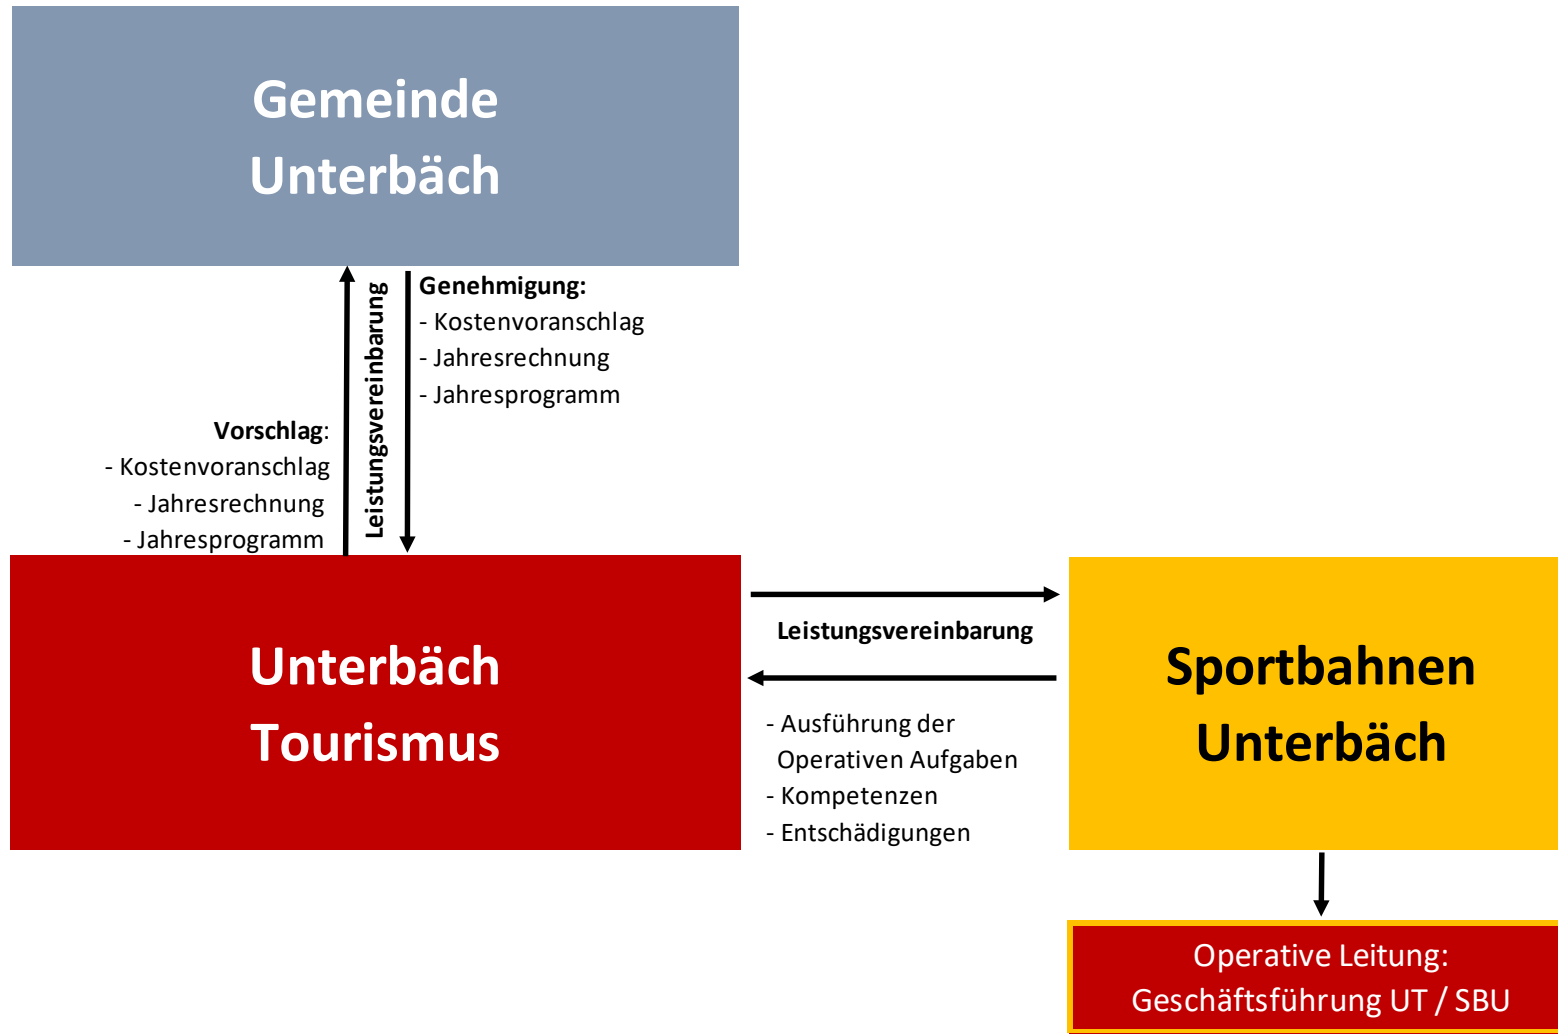 Gemeinde
Unterbäch
Leistungsvereinbarung
Genehmigung:
- Kostenvoranschlag
- Jahresrechnung
- Jahresprogramm
Vorschlag:
- Kostenvoranschlag
- Jahresrechnung
- Jahresprogramm
Unterbäch
Tourismus
Leistungsvereinbarung
- Ausführung der
Operativen Aufgaben
- Kompetenzen
- Entschädigungen
Sportbahnen
Unterbäch
Operative Leitung:
Geschäftsführung UT / SBU